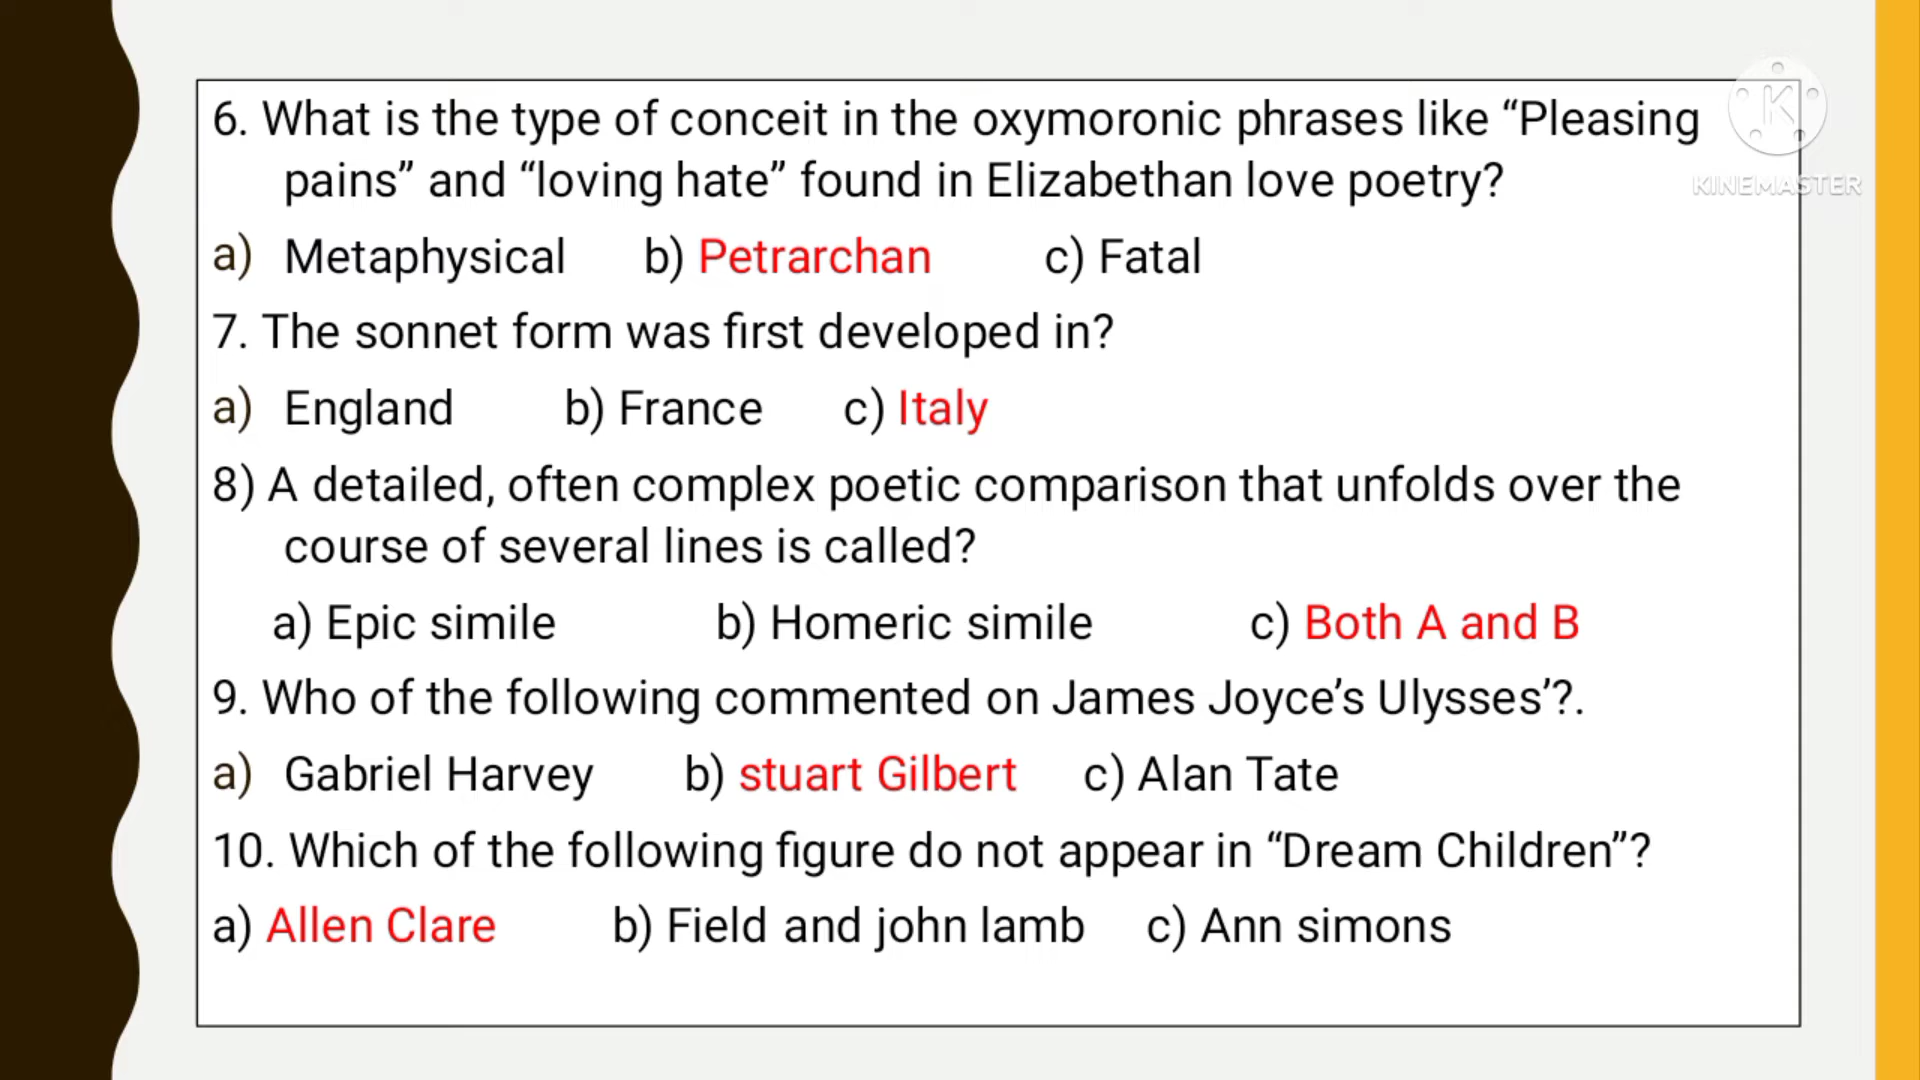 6. What is the type of conceit in the oxymoronic phrases like “Pleasing
pains” and “loving hate” found in Elizabethan love poetry?
a) Metaphysical b) Petrarchan c) Fatal
7. The sonnet form was first developed in?
a) England b) France c) Italy
8) A detailed, often complex poetic comparison that unfolds over the
course of several lines is called?
a) Epic simile b) Homeric simile c) Both A and B
9. Who of the following commented on James Joyce’s Ulysses’?.
a) Gabriel Harvey b) stuart Gilbert c) Alan Tate
10. Which of the following figure do not appear in “Dream Children”?
a) Allen Clare b) Field and john lamb c) Ann simons
K
KINEMASTER